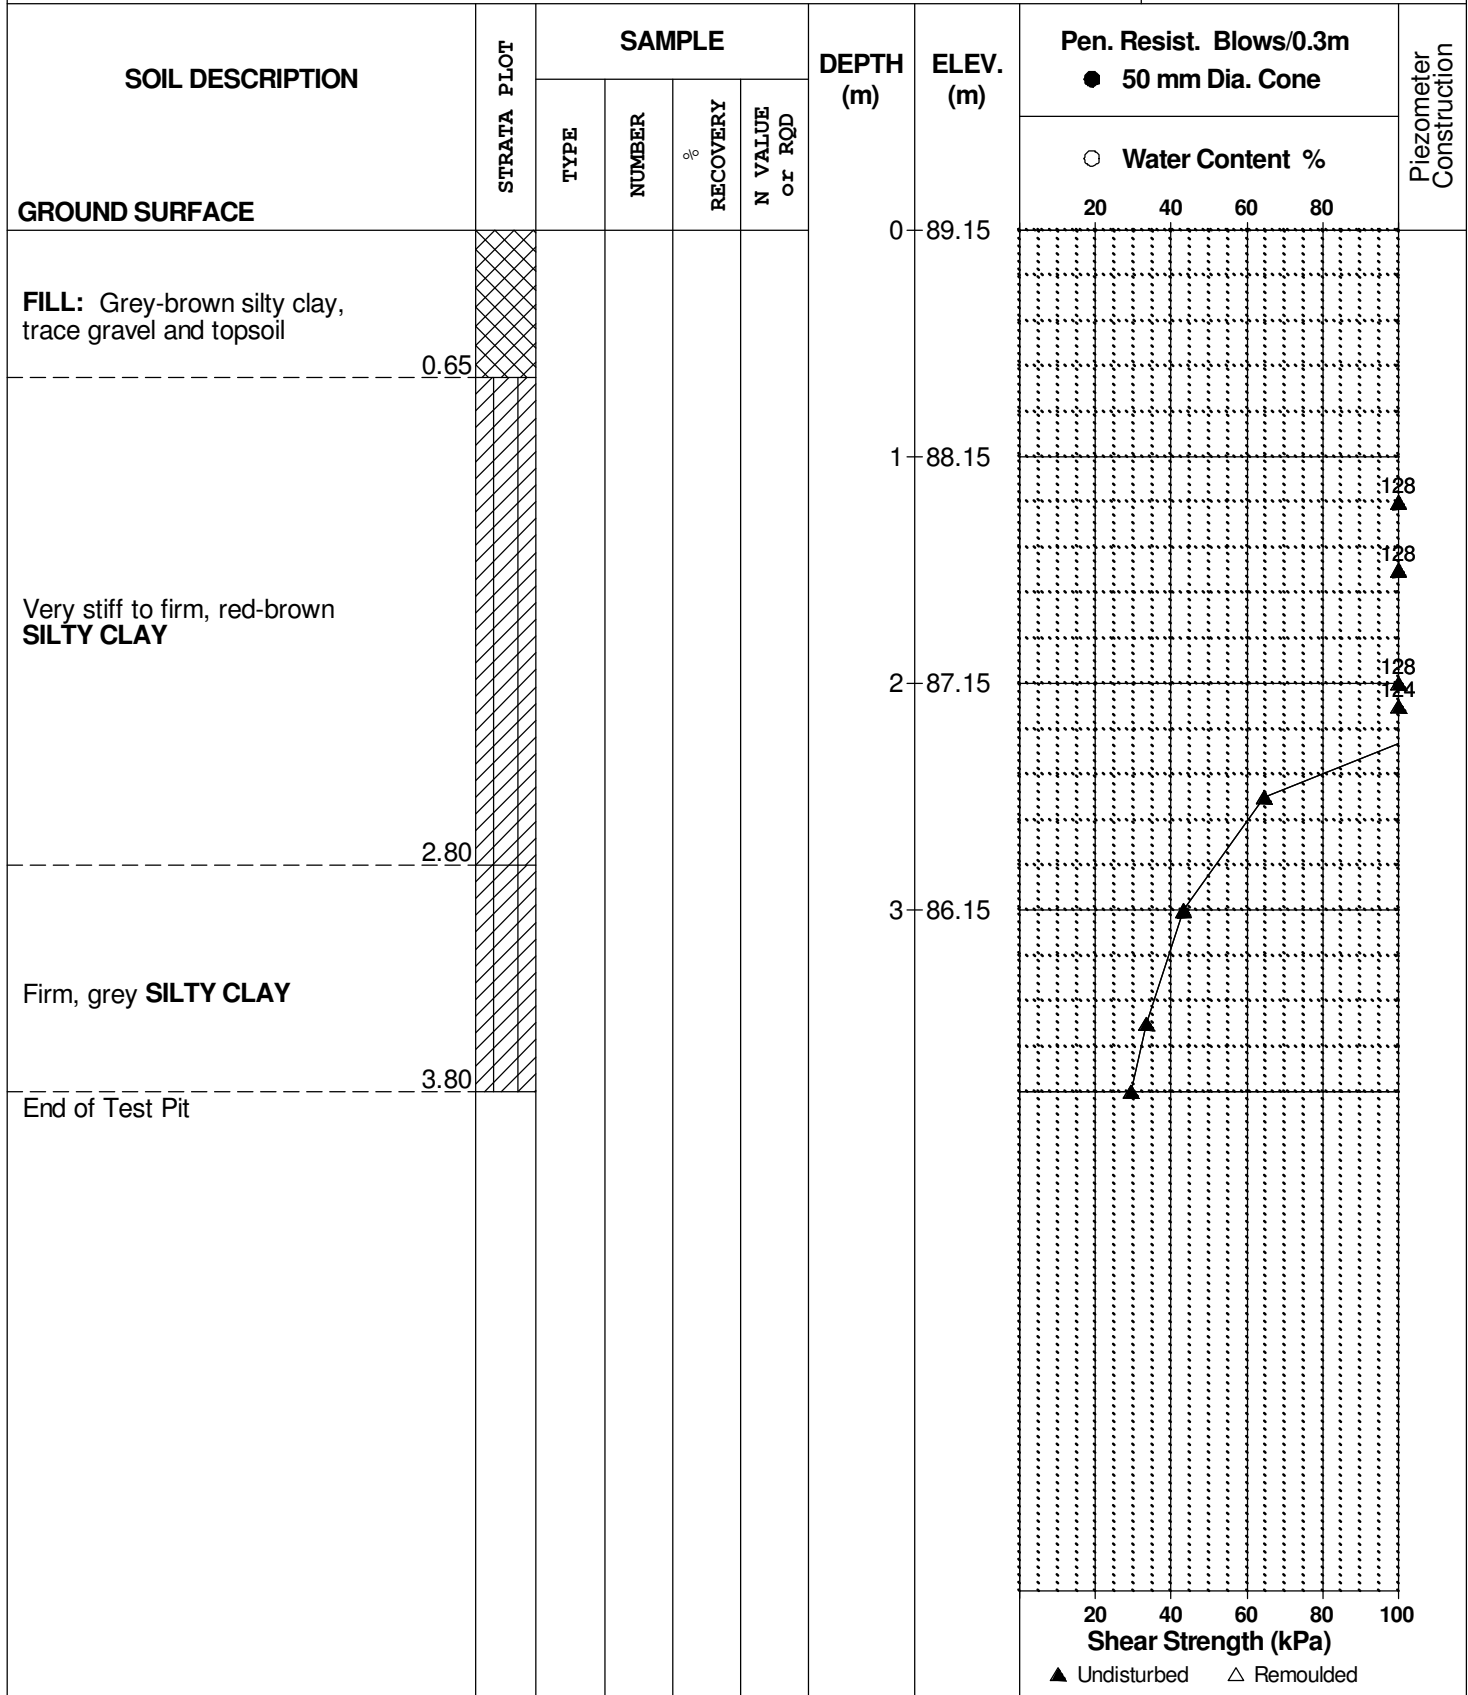 SOIL DESCRIPTION
GROUND SURFACE
STRATA PLOT
SAMPLE
TYPE
NUMBER
%
RECOVERY
N VALUE
or RQD
DEPTH
(m)
ELEV.
(m)
Pen. Resist. Blows/0.3m
● 50 mm Dia. Cone
○ Water Content %
20 40 60 80
Piezometer
Construction
0 89.15
FILL: Grey-brown silty clay,
trace gravel and topsoil
0.65
1 88.15
128
128
Very stiff to firm, red-brown
SILTY CLAY
128
2 87.15
124
2.80
3 86.15
Firm, grey SILTY CLAY
3.80
End of Test Pit
20 40 60 80 100
Shear Strength (kPa)
▲ Undisturbed △ Remoulded